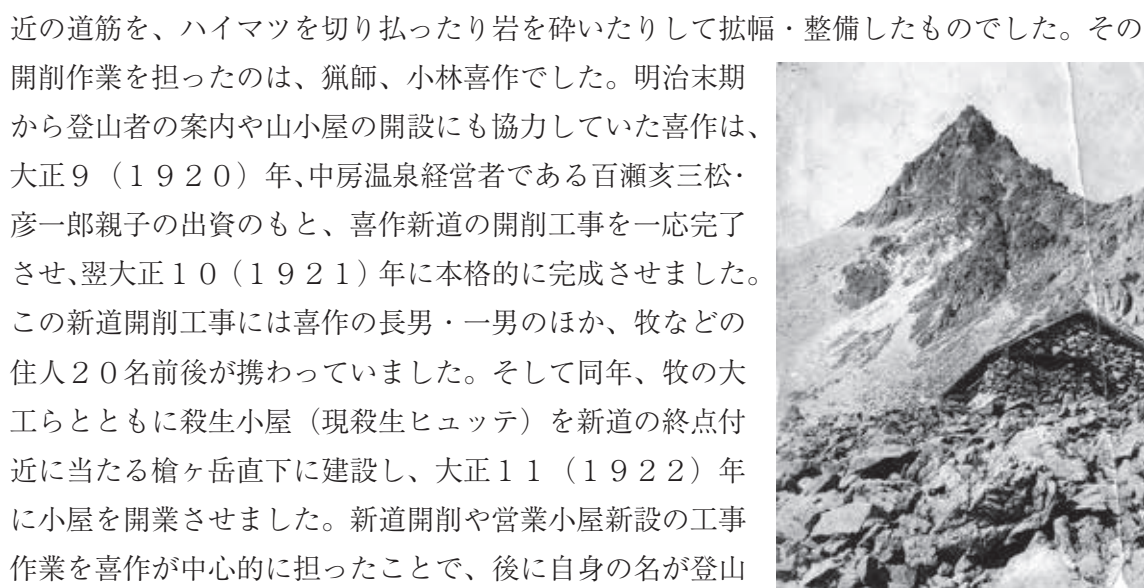 近の道筋を、ハイマツを切り払ったり岩を砕いたりして拡幅・整備したものでした。その
開削作業を担ったのは、猟師、小林喜作でした。明治末期
から登山者の案内や山小屋の開設にも協力していた喜作は、
大正９（１９２０）年、中房温泉経営者である百瀬亥三松・
彦一郎親子の出資のもと、喜作新道の開削工事を一応完了
させ、翌大正１０（１９２１）年に本格的に完成させました。
この新道開削工事には喜作の長男・一男のほか、牧などの
住人２０名前後が携わっていました。そして同年、牧の大
工らとともに殺生小屋（現殺生ヒュッテ）を新道の終点付
近に当たる槍ヶ岳直下に建設し、大正１１（１９２２）年
に小屋を開業させました。新道開削や営業小屋新設の工事
作業を喜作が中心的に担ったことで、後に自身の名が登山